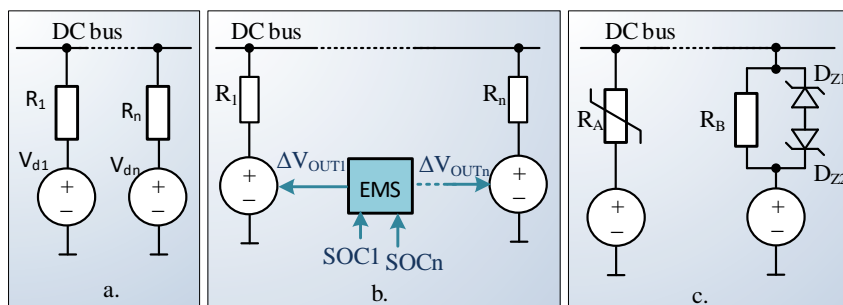 DC bus
R1
Rn
Vd1
Vdn
+
−
+
−
a.
DC bus
R1
Rn
ΔVOUT1
ΔVOUTn
EMS
+
−
+
−
SOC1
SOCn
b.
DC bus
DZ1
RA
RB
DZ2
+
−
+
−
c.